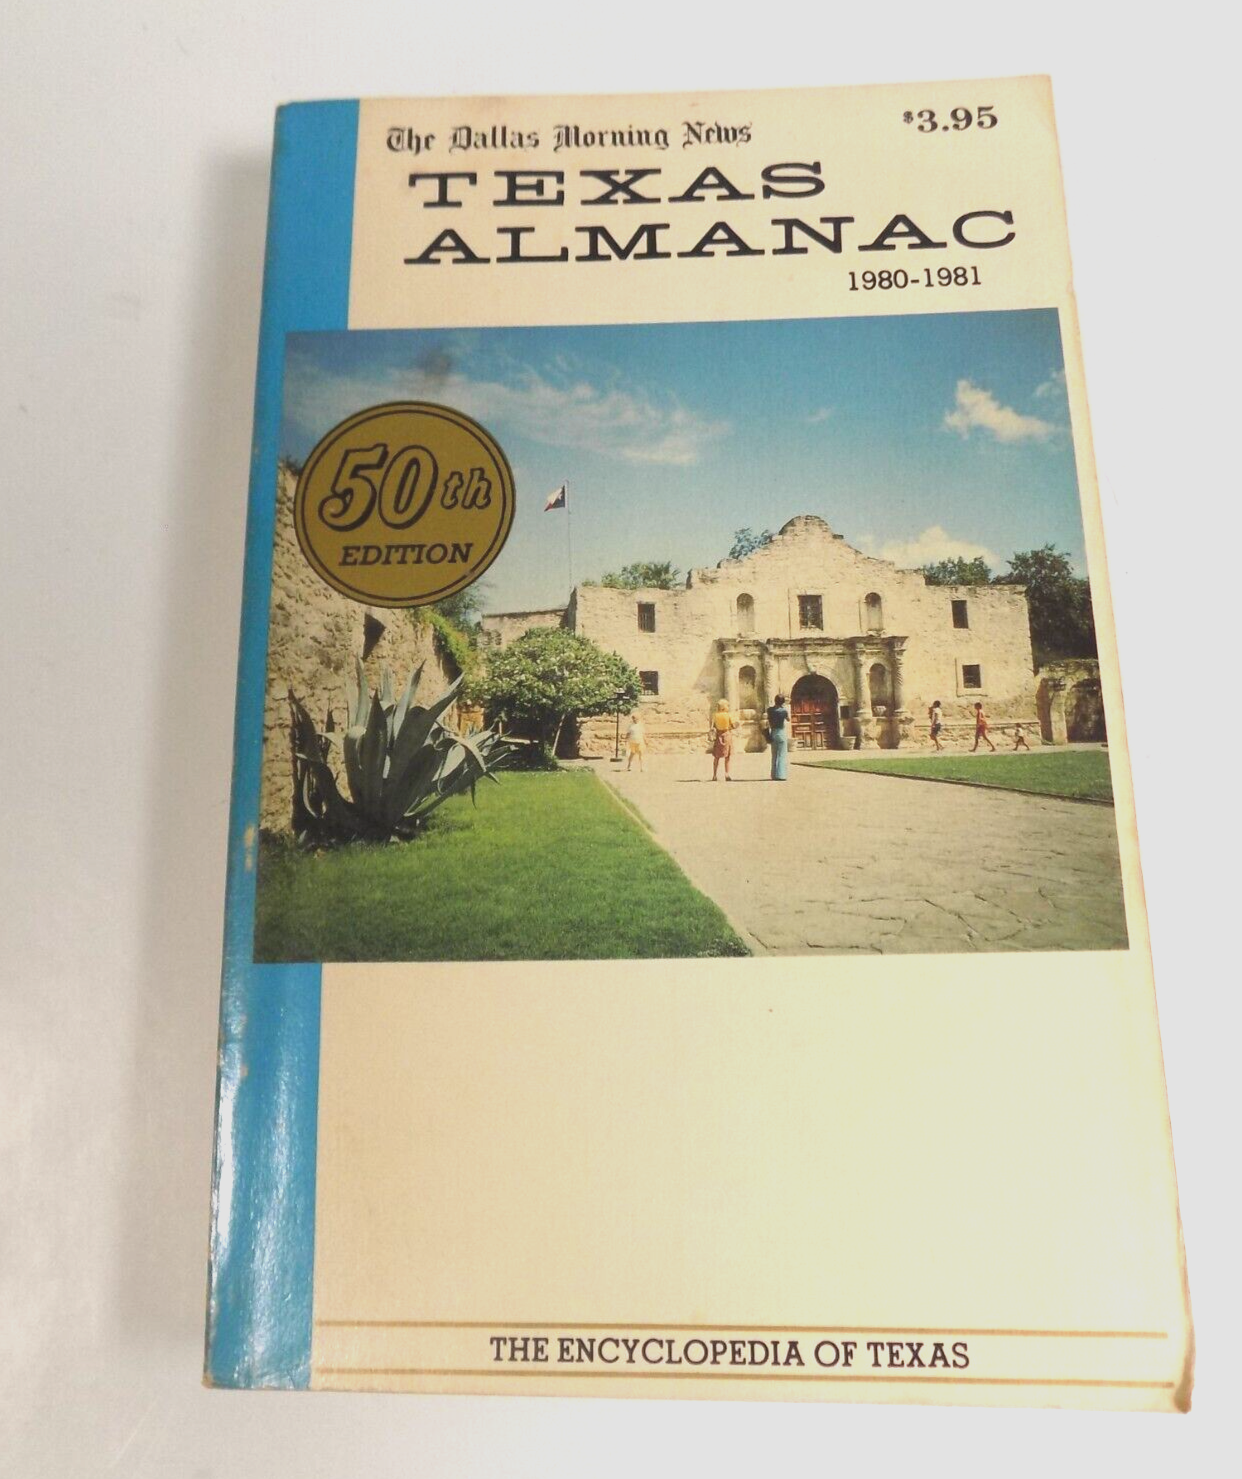 The Dallas Morning News
$3.95
TEXAS
ALMANAC
1980-1981
50th
EDITION
THE ENCYCLOPEDIA OF TEXAS